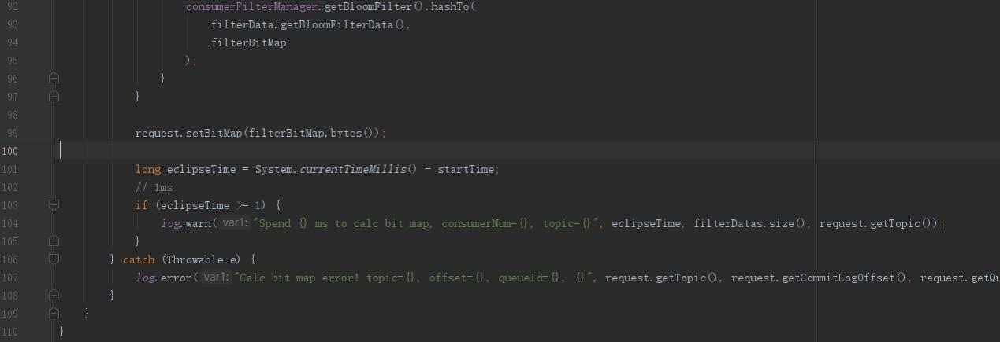 92 consumerFilterManager.getBloomFilter().hashTo(
93 filterData.getBloomFilterData(),
94 filterBitMap
95 );
96 }
97 }
98
99 request.setBitMap(filterBitMap.bytes());
100
101 long eclipseTime = System.currentTimeMillis() - startTime;
102 // 1ms
103 if (eclipseTime >= 1) {
104 log.warn( var1: "Spend {} ms to calc bit map, consumerNum={}, topic={}", eclipseTime, filterDatas.size(), request.getTopic());
105 }
106 } catch (Throwable e) {
107 log.error( var1: "Calc bit map error! topic={}, offset={}, queueId={}, {}", request.getTopic(), request.getCommitLogOffset(), request.getQu
108 }
109 }
110 }